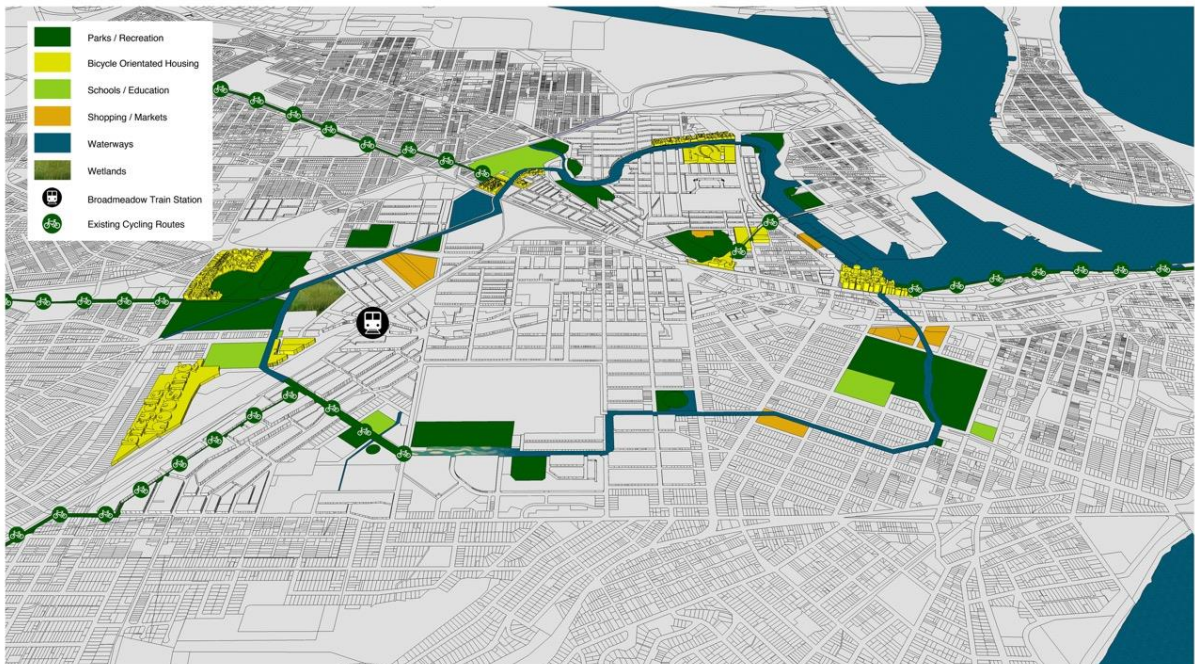 Parks / Recreation
Bicycle Orientated Housing
Schools / Education
Shopping / Markets
Waterways
Wetlands
Broadmeadow Train Station
Existing Cycling Routes